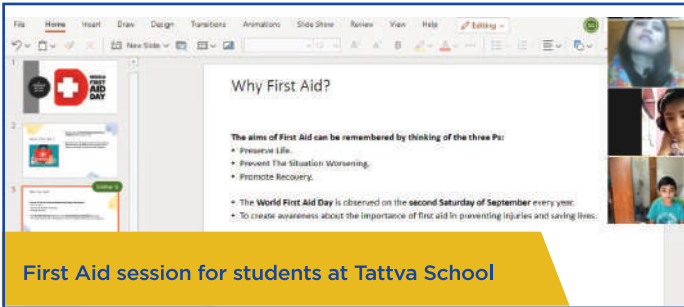 File Home Insert Draw Design Transitions Animations Slide Show Review View Help Editing
New Slide
1
WORLD
FIRST
AID
DAY
2
3
Why First Aid?
The aims of First Aid can be remembered by thinking of the three Ps:
• Preserve Life.
• Prevent The Situation Worsening.
• Promote Recovery.
• The World First Aid Day is observed on the second Saturday of September every year.
• To create awareness about the importance of first aid in preventing injuries and saving lives.
First Aid session for students at Tattva School